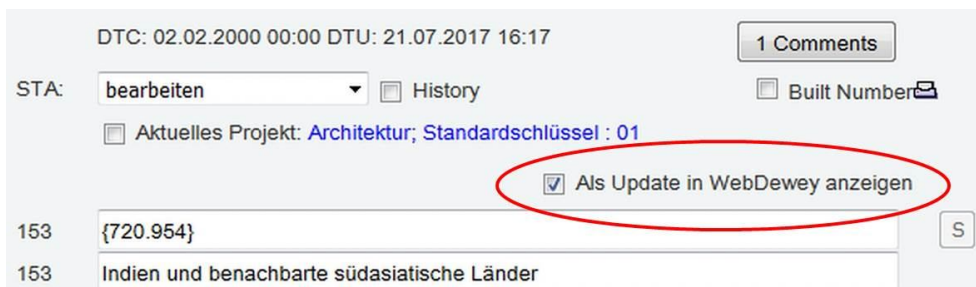 DTC: 02.02.2000 00:00 DTU: 21.07.2017 16:17 1 Comments
STA: bearbeiten History Built Number
Aktuelles Projekt: Architektur; Standardschlüssel : 01
Als Update in WebDewey anzeigen
153 {720.954} S
153 Indien und benachbarte südasiatische Länder